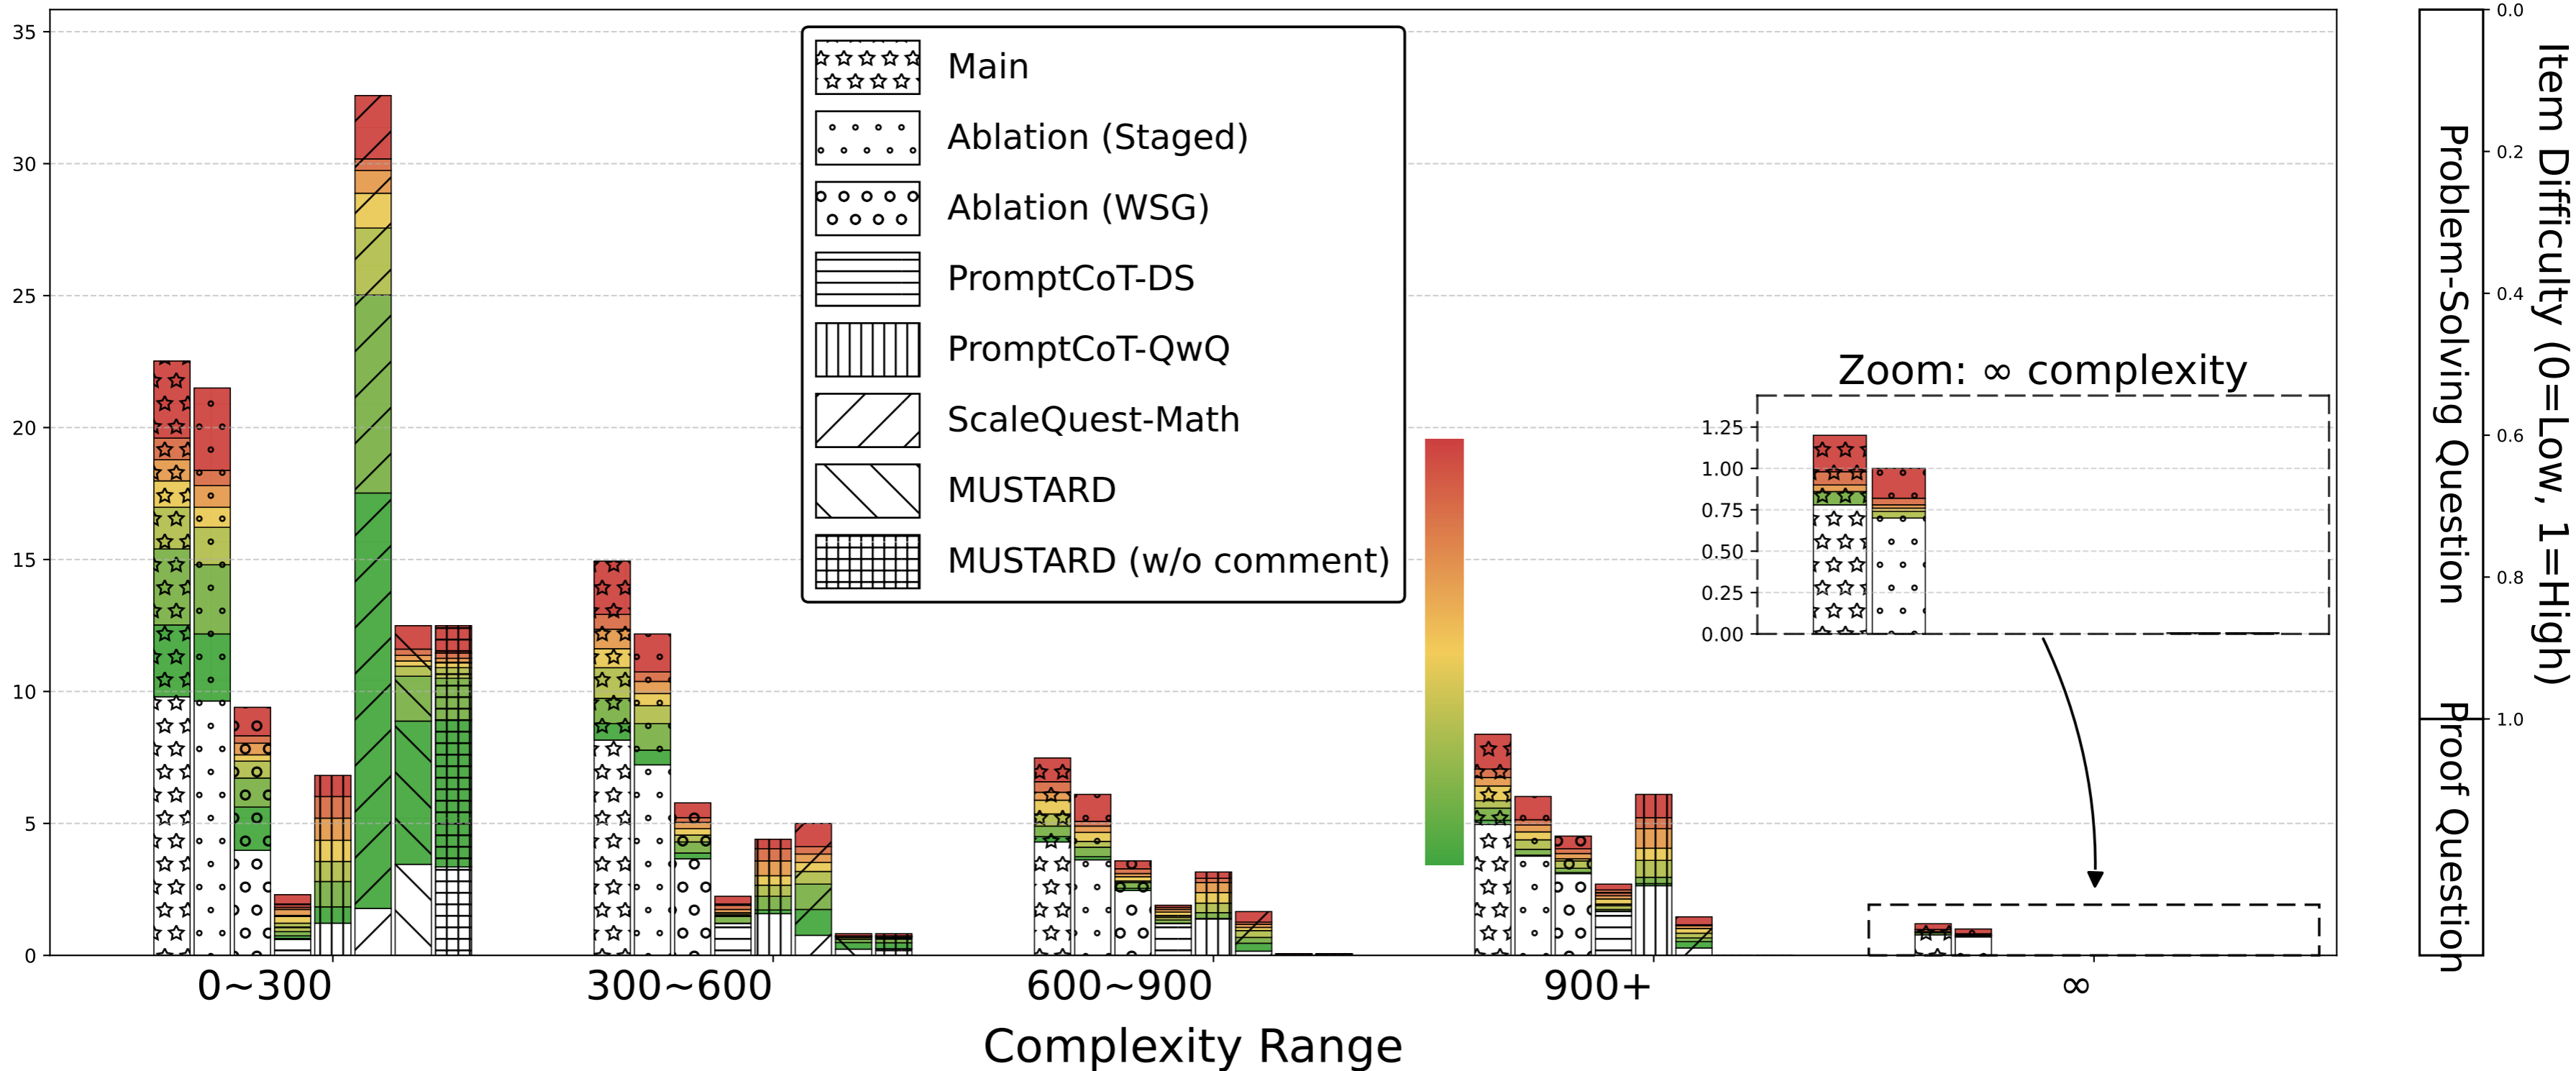 35
30
25
20
15
10
5
0
Main
Ablation (Staged)
Ablation (WSG)
PromptCoT-DS
PromptCoT-QwQ
ScaleQuest-Math
MUSTARD
MUSTARD (w/o comment)
Zoom: ∞ complexity
1.25
1.00
0.75
0.50
0.25
0.00
0~300
300~600
600~900
900+
∞
Complexity Range
Problem-Solving Question
Proof Question
0.0
0.2
0.4
0.6
0.8
1.0
Item Difficulty (0=Low, 1=High)